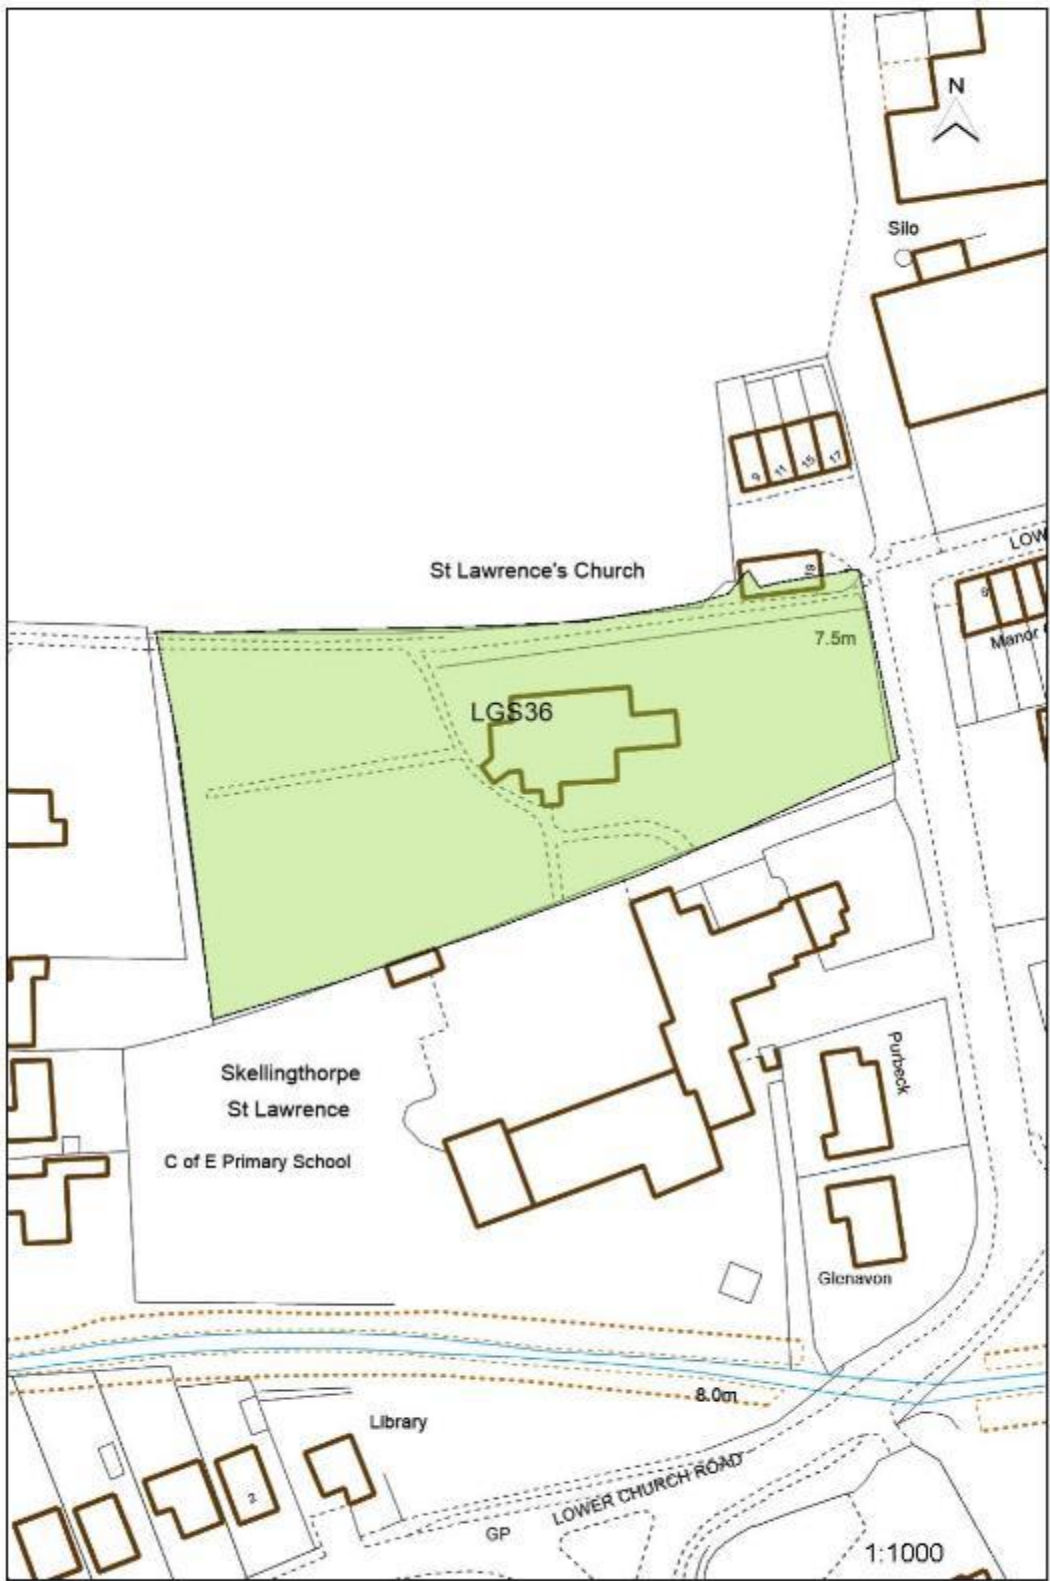 N
Silo
9 11 15 17
LOW
St Lawrence's Church
19
8
7.5m
Manor
LGS36
Purbeck
Skellingthorpe
St Lawrence
C of E Primary School
Glenavon
8.0m
Library
LOWER CHURCH ROAD
2
GP
1:1000